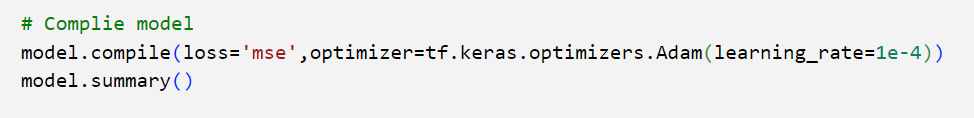 # Complie model
model.compile(loss='mse',optimizer=tf.keras.optimizers.Adam(learning_rate=1e-4))
model.summary()